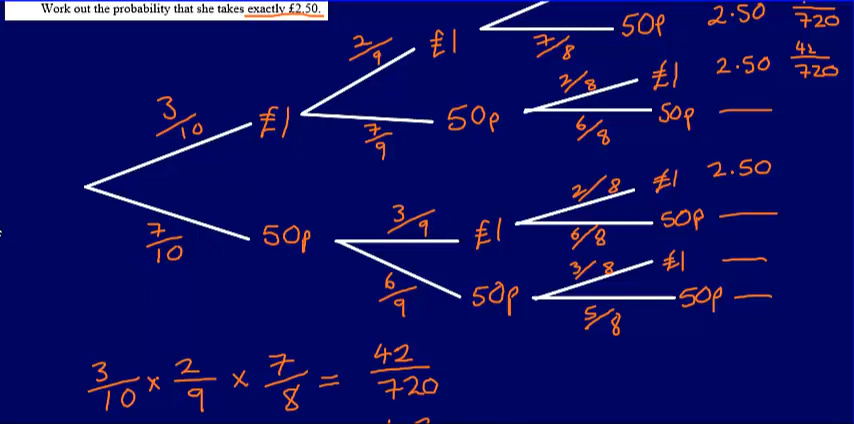 Work out the probability that she takes exactly £2.50.
2/9 £1 7/8 50p 2.50 720
2/8 £1 2.50 42/720
3/10 £1 7/9 50p 6/8 50p —
2/8 £1 2.50
7/10 50p 3/9 £1 6/8 50p —
3/8 £1 —
6/9 50p 5/8 50p —
3/10 × 2/9 × 7/8 = 42/720